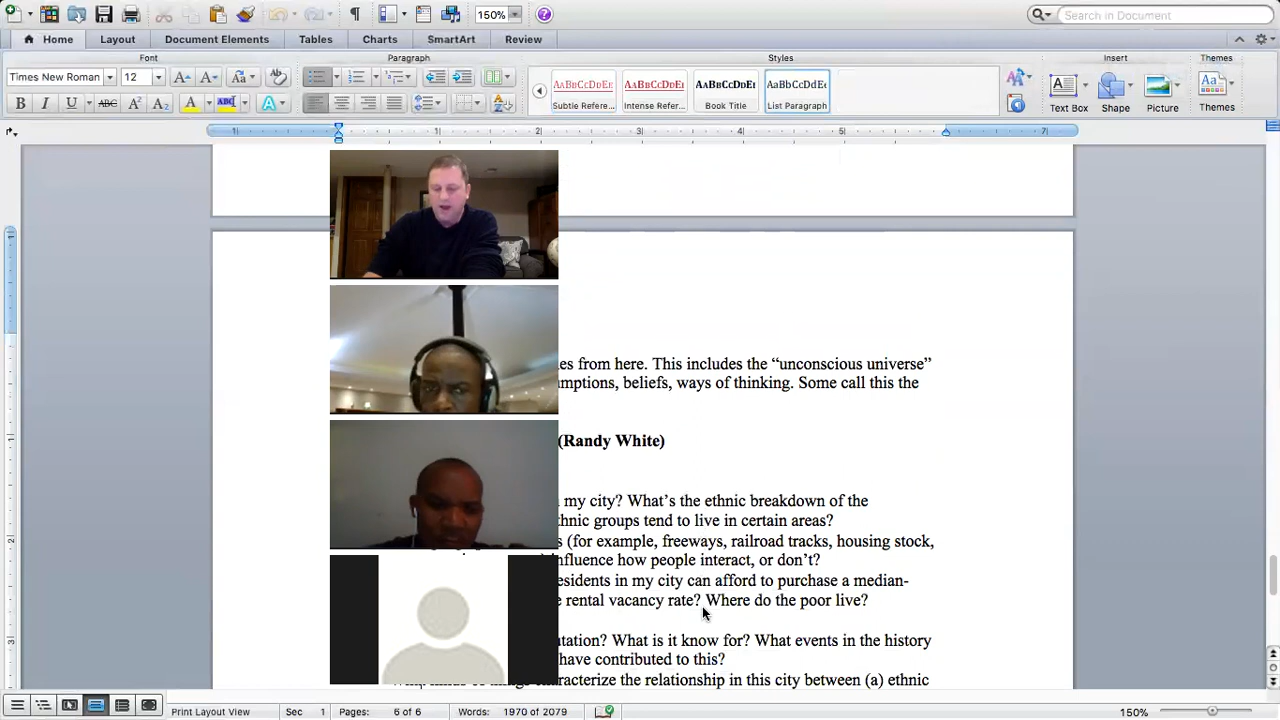 150%
Search in Document
Home
Layout
Document Elements
Tables
Charts
SmartArt
Review
Font
Paragraph
Styles
Insert
Themes
Times New Roman
12
AaBbCcDdEe
Subtle Refere...
AaBbCcDdEe
Intense Refer...
AaBbCcDdEe
Book Title
AaBbCcDdEe
List Paragraph
Text Box
Shape
Picture
Themes
es from here. This includes the “unconscious universe”
mptions, beliefs, ways of thinking. Some call this the
(Randy White)
my city? What’s the ethnic breakdown of the
hnic groups tend to live in certain areas?
s (for example, freeways, railroad tracks, housing stock,
influence how people interact, or don’t?
esidents in my city can afford to purchase a median-
e rental vacancy rate? Where do the poor live?
ntation? What is it know for? What events in the history
have contributed to this?
characterize the relationship in this city between (a) ethnic
Print Layout View
Sec 1
Pages: 6 of 6
Words: 1970 of 2079
150%